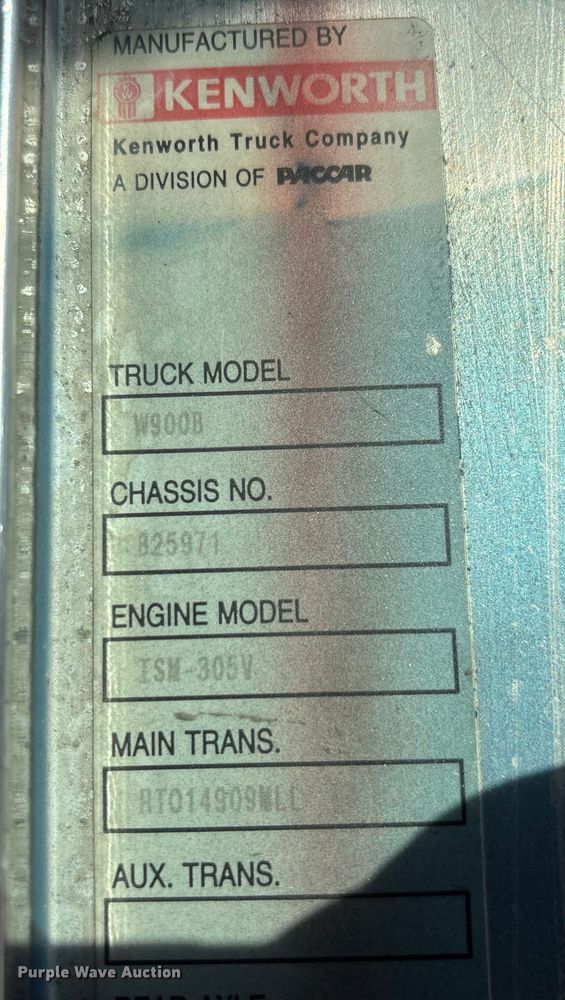 MANUFACTURED BY
KENWORTH
Kenworth Truck Company
A DIVISION OF PACCAR
TRUCK MODEL
W900B
CHASSIS NO.
825971
ENGINE MODEL
ISM-305V
MAIN TRANS.
RTO14909MLL
AUX. TRANS.
Purple Wave Auction